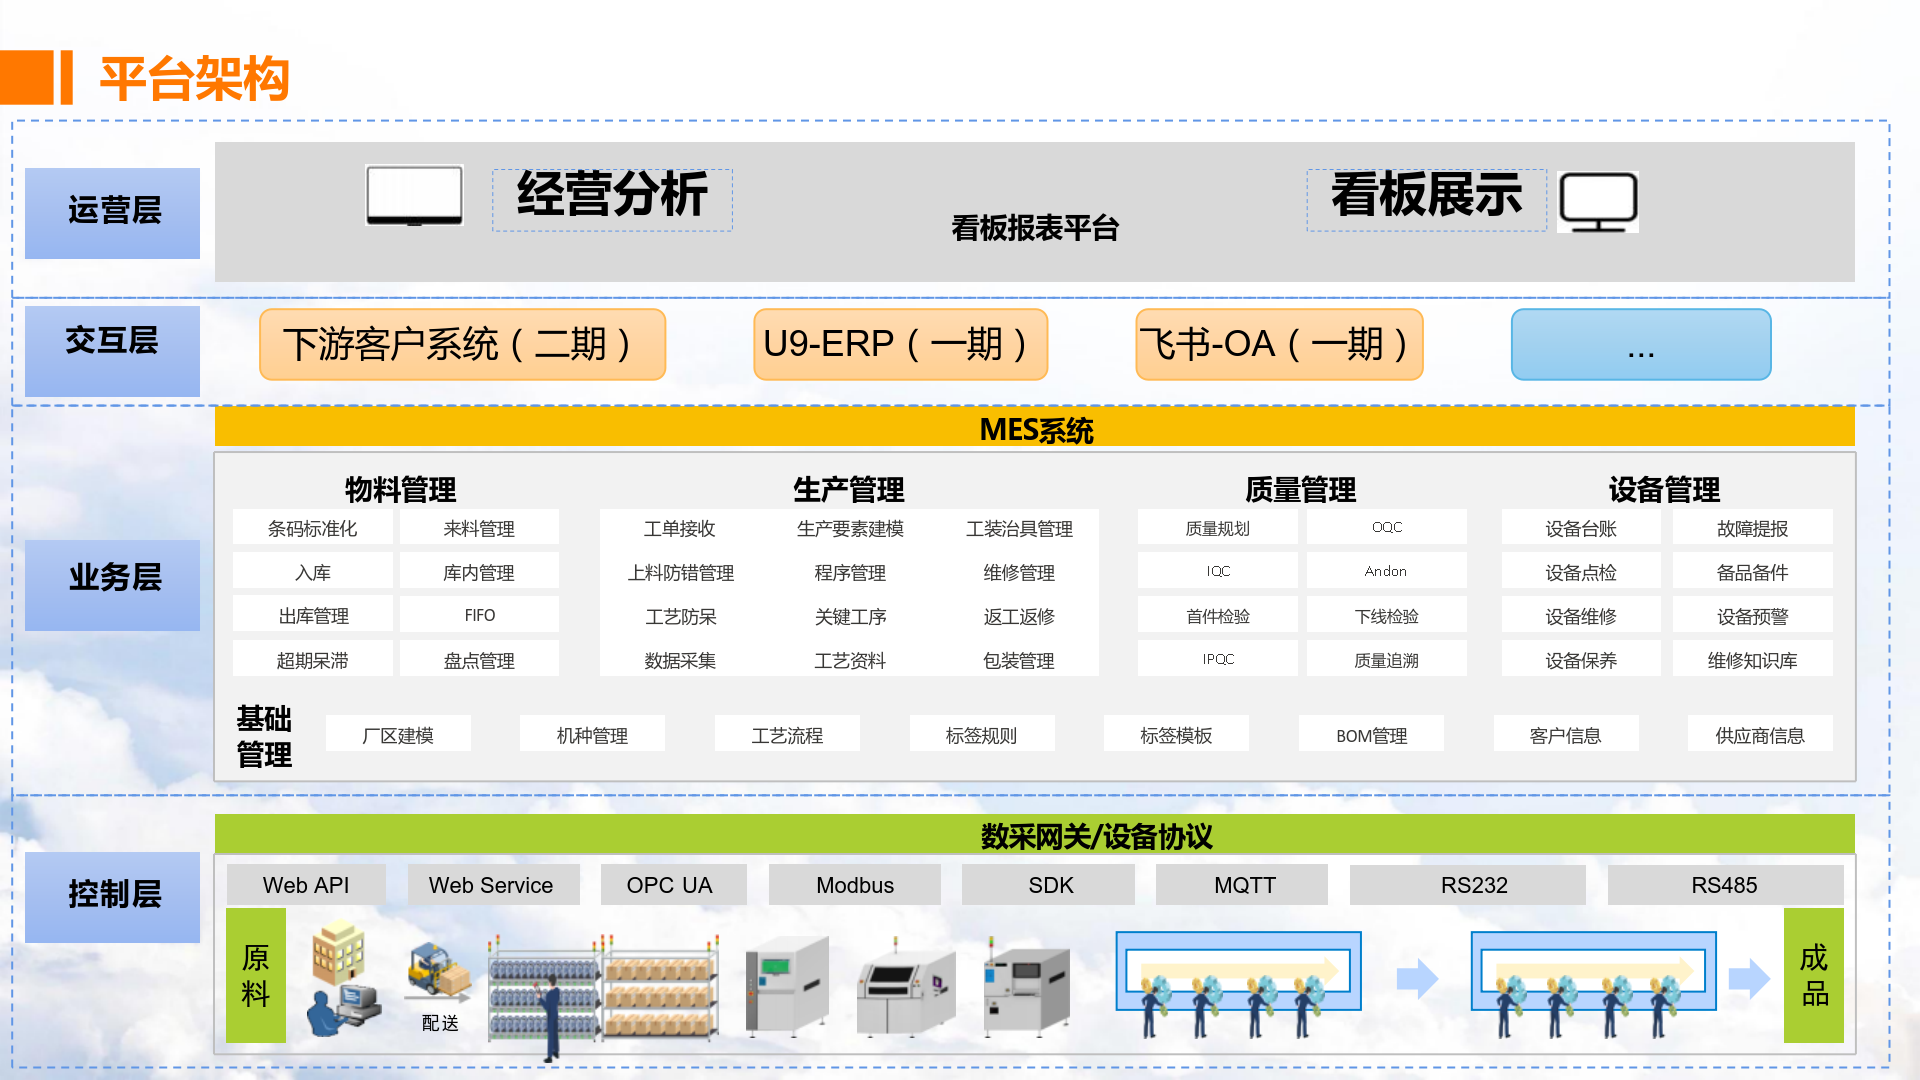 平台架构
运营层
经营分析
看板报表平台
看板展示
交互层
下游客户系统（二期）
U9-ERP（一期）
飞书-OA（一期）
...
MES系统
业务层
物料管理
生产管理
质量管理
设备管理
条码标准化
来料管理
工单接收
生产要素建模
工装治具管理
质量规划
OQC
设备台账
故障提报
入库
库内管理
上料防错管理
程序管理
维修管理
IQC
Andon
设备点检
备品备件
出库管理
FIFO
工艺防呆
关键工序
返工返修
首件检验
下线检验
设备维修
设备预警
超期呆滞
盘点管理
数据采集
工艺资料
包装管理
IPQC
质量追溯
设备保养
维修知识库
基础
管理
厂区建模
机种管理
工艺流程
标签规则
标签模板
BOM管理
客户信息
供应商信息
数采网关/设备协议
控制层
Web API
Web Service
OPC UA
Modbus
SDK
MQTT
RS232
RS485
原
料
配送
成
品